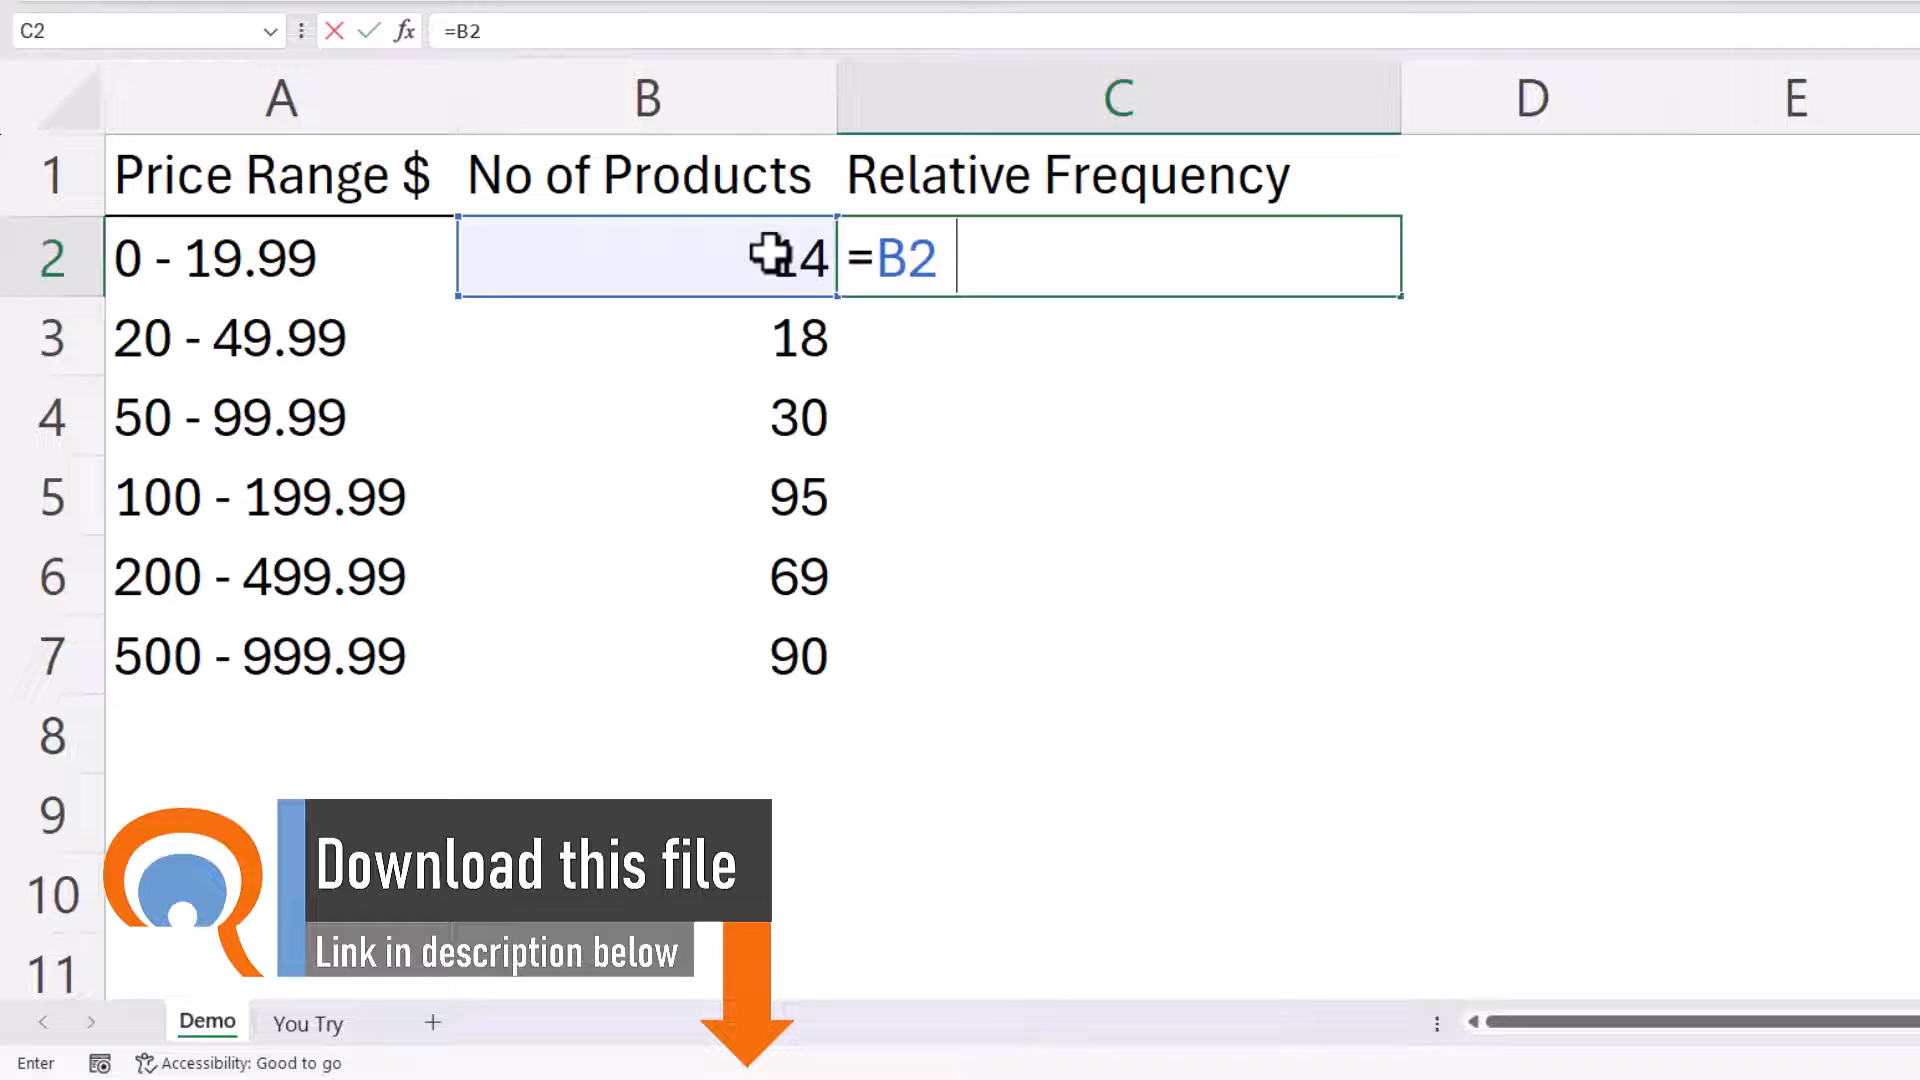 C2 fx =B2
A B C D E
1 Price Range $ No of Products Relative Frequency
2 0 - 19.99 14 =B2
3 20 - 49.99 18
4 50 - 99.99 30
5 100 - 199.99 95
6 200 - 499.99 69
7 500 - 999.99 90
8
9
10
11
Download this file
Link in description below
Demo You Try +
Enter Accessibility: Good to go